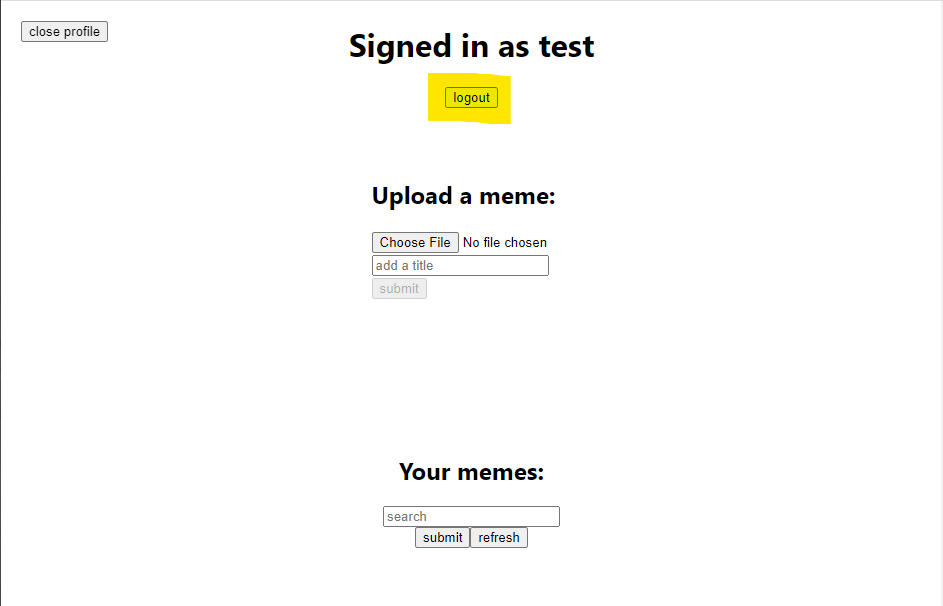 close profile
Signed in as test
logout
Upload a meme:
Choose File No file chosen
add a title
submit
Your memes:
search
submit refresh